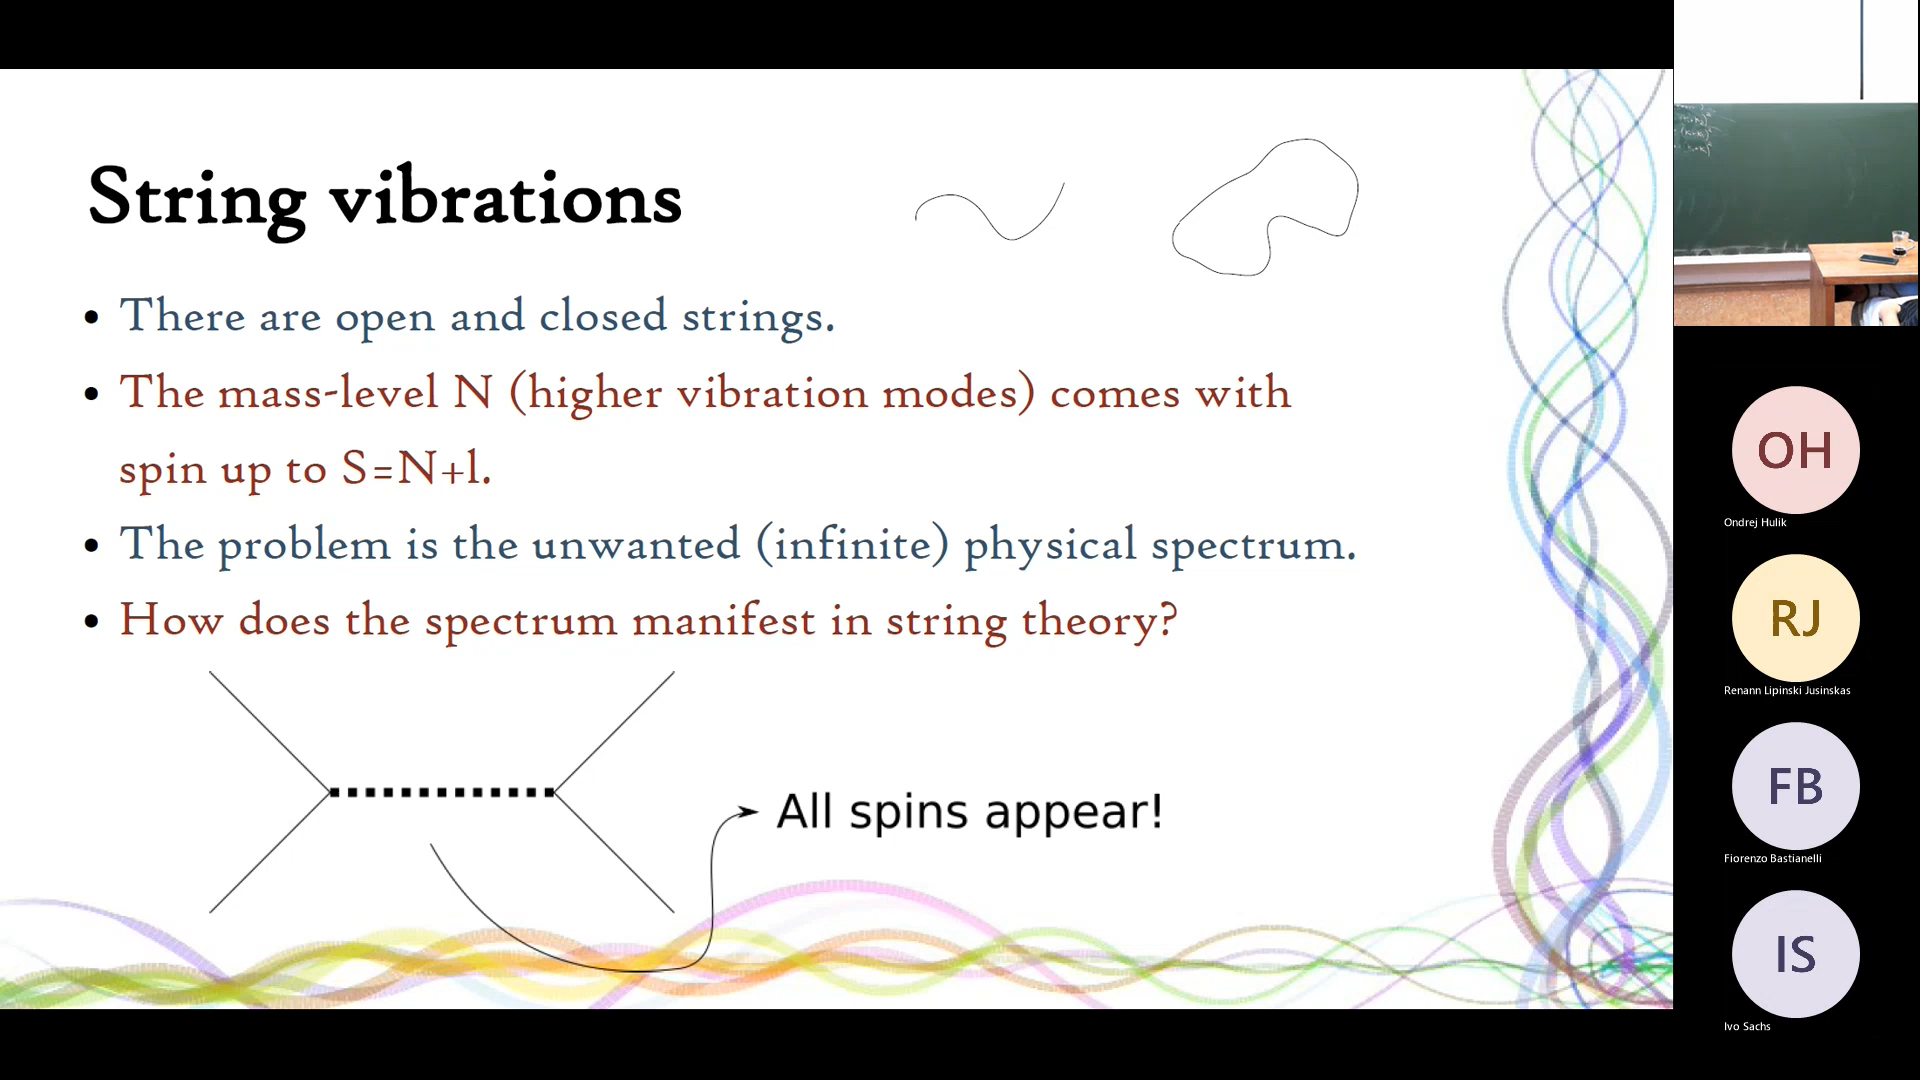 String vibrations
• There are open and closed strings.
• The mass-level N (higher vibration modes) comes with
spin up to S=N+1.
• The problem is the unwanted (infinite) physical spectrum.
• How does the spectrum manifest in string theory?
All spins appear!
OH
Ondrej Hulik
RJ
Renann Lipinski Jusinskas
FB
Fiorenzo Bastianelli
IS
Ivo Sachs